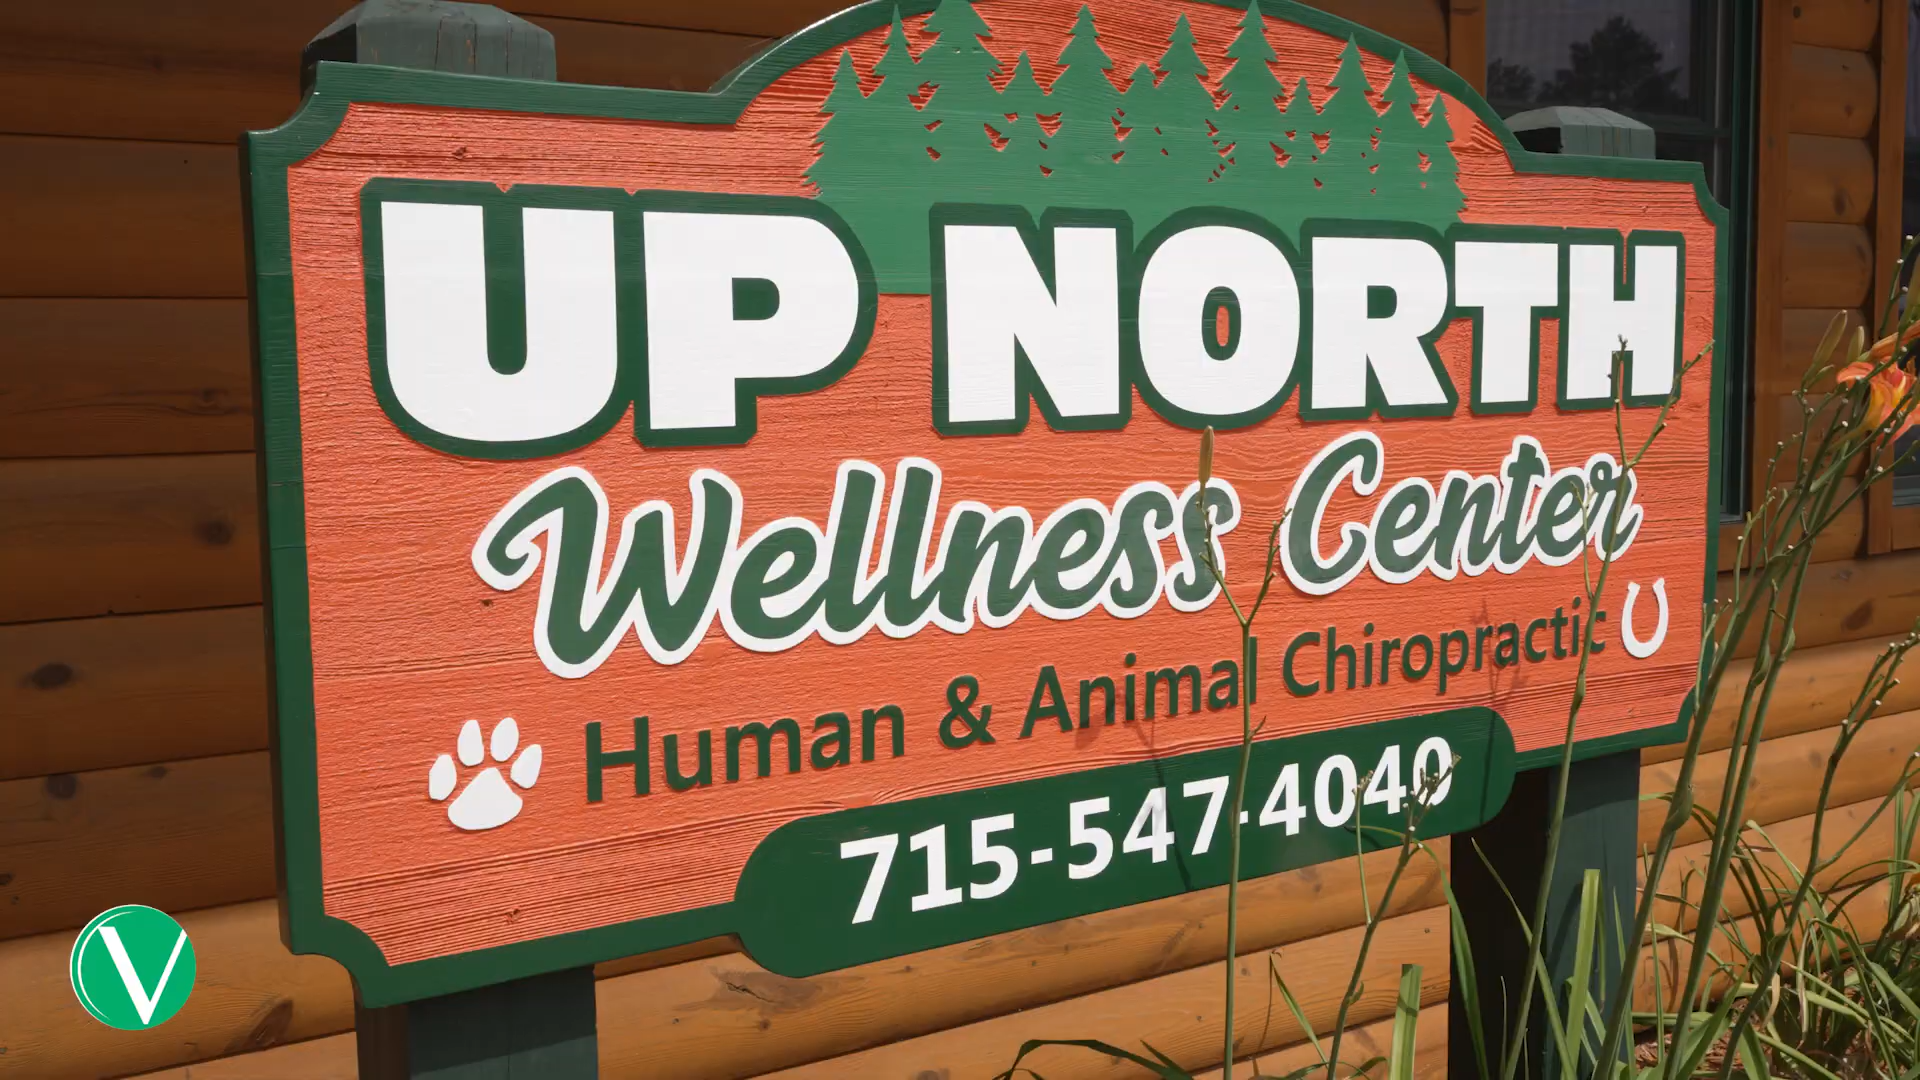 UP NORTH
Wellness Center
Human & Animal Chiropractic
715-547-4040
V